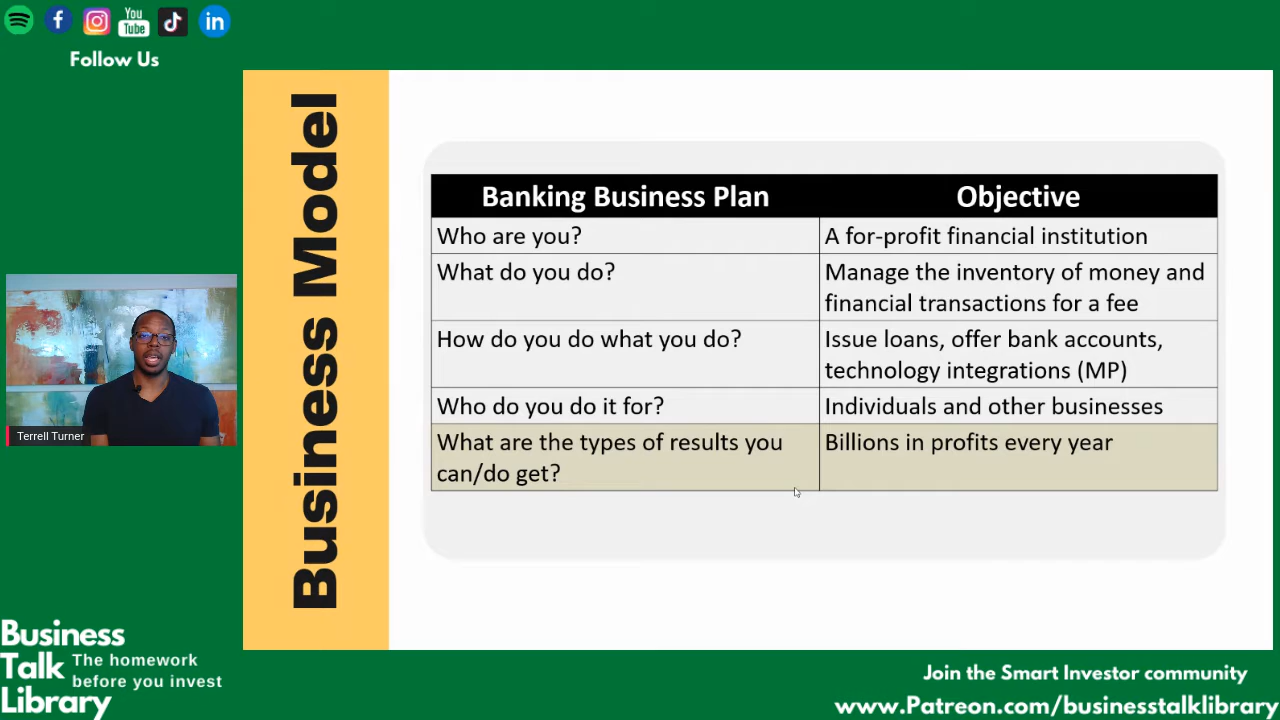 You
Tube
in
Follow Us
Business Model
Banking Business Plan
Objective
Who are you?
A for-profit financial institution
What do you do?
Manage the inventory of money and
financial transactions for a fee
How do you do what you do?
Issue loans, offer bank accounts,
technology integrations (MP)
Who do you do it for?
Individuals and other businesses
What are the types of results you
can/do get?
Billions in profits every year
Terrell Turner
Business
Talk
Library
The homework
before you invest
Join the Smart Investor community
www.Patreon.com/businesstalklibrary